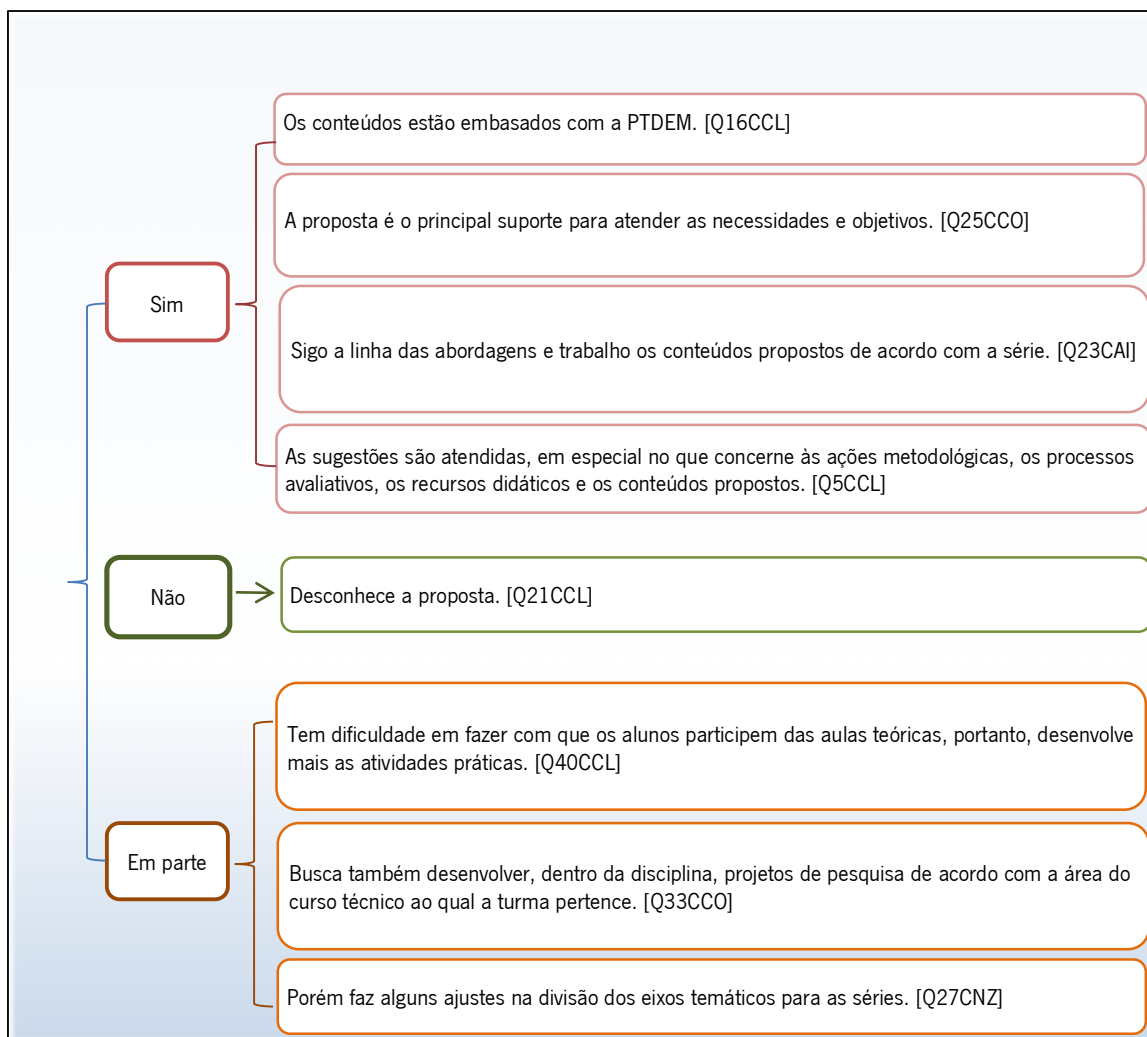 Os conteúdos estão embasados com a PTDEM. [Q16CCL]
A proposta é o principal suporte para atender as necessidades e objetivos. [Q25CCO]
Sim
Sigo a linha das abordagens e trabalho os conteúdos propostos de acordo com a série. [Q23CAI]
As sugestões são atendidas, em especial no que concerne às ações metodológicas, os processos
avaliativos, os recursos didáticos e os conteúdos propostos. [Q5CCL]
Não
Desconhece a proposta. [Q21CCL]
Tem dificuldade em fazer com que os alunos participem das aulas teóricas, portanto, desenvolve
mais as atividades práticas. [Q40CCL]
Em parte
Busca também desenvolver, dentro da disciplina, projetos de pesquisa de acordo com a área do
curso técnico ao qual a turma pertence. [Q33CCO]
Porém faz alguns ajustes na divisão dos eixos temáticos para as séries. [Q27CNZ]